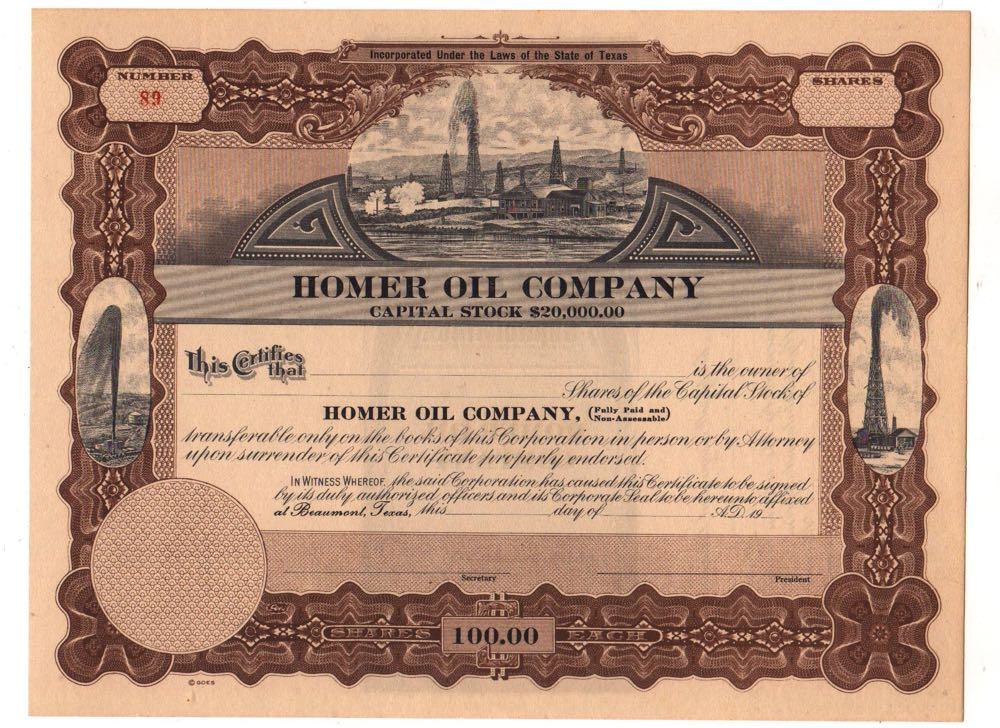 Incorporated Under the Laws of the State of Texas
NUMBER
89
SHARES
HOMER OIL COMPANY
CAPITAL STOCK $20,000.00
This Certifies that
is the owner of
Shares of the Capital Stock of
HOMER OIL COMPANY, (Fully Paid and Non-Assessable)
transferable only on the books of this Corporation in person or by Attorney
upon surrender of this Certificate properly endorsed.
IN WITNESS WHEREOF, the said Corporation has caused this Certificate to be signed
by its duly authorized officers and its Corporate Seal to be hereunto affixed
at Beaumont, Texas, this day of A.D. 19
Secretary
President
SHARES 100.00 EACH
© GOES